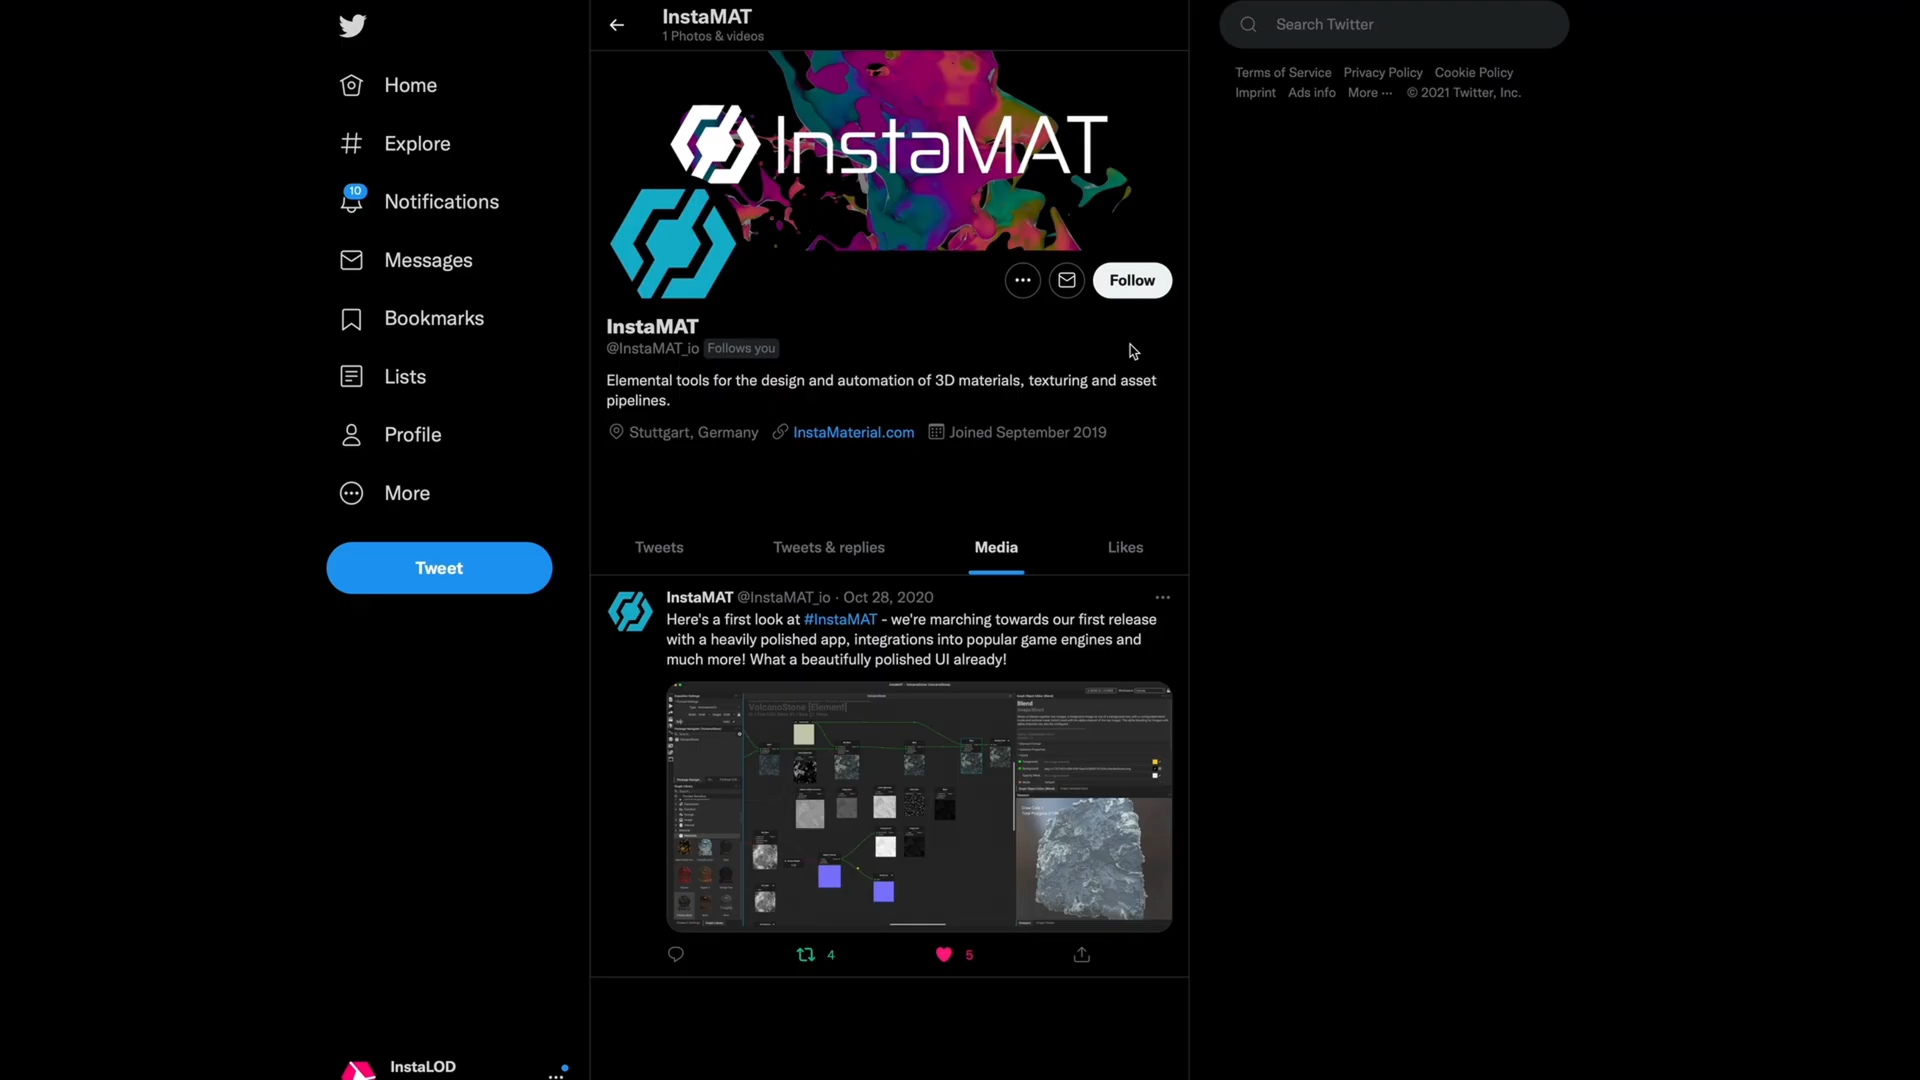 InstaMAT
1 Photos & videos
Search Twitter
Terms of Service Privacy Policy Cookie Policy
Imprint Ads info More ··· © 2021 Twitter, Inc.
Home
Explore
10
Notifications
Messages
Bookmarks
Lists
Profile
More
Tweet
InstaLOD
InstaMAT
Follow
InstaMAT
@InstaMAT_io Follows you
Elemental tools for the design and automation of 3D materials, texturing and asset
pipelines.
Stuttgart, Germany InstaMaterial.com Joined September 2019
Tweets Tweets & replies Media Likes
InstaMAT @InstaMAT_io · Oct 28, 2020
Here's a first look at #InstaMAT - we're marching towards our first release
with a heavily polished app, integrations into popular game engines and
much more! What a beautifully polished UI already!
VolcanoStone [Element]
Blend
4 5